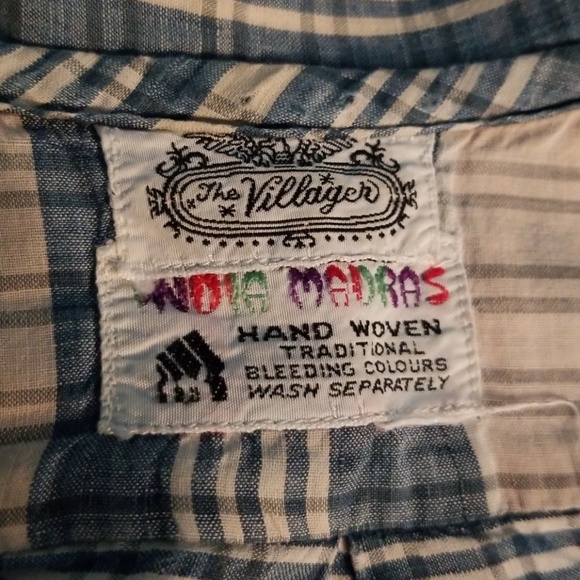 The Villager
INDIA MADRAS
HAND WOVEN
TRADITIONAL
BLEEDING COLOURS
WASH SEPARATELY